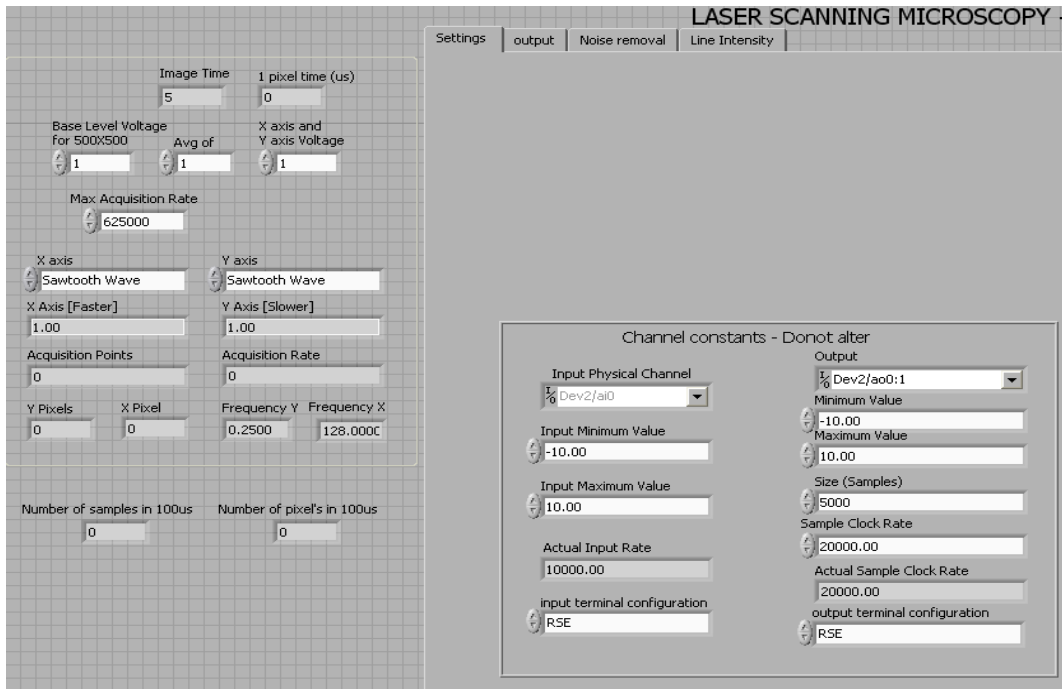 LASER SCANNING MICROSCOPY -
Settings output Noise removal Line Intensity
Image Time 1 pixel time (us)
5 0
Base Level Voltage
for 500X500
Avg of
X axis and
Y axis Voltage
1 1 1
Max Acquisition Rate
625000
X axis Y axis
Sawtooth Wave Sawtooth Wave
X Axis [Faster] Y Axis [Slower]
1.00 1.00
Acquisition Points Acquisition Rate
0 0
Y Pixels X Pixel Frequency Y Frequency X
0 0 0.2500 128.000C
Number of samples in 100us Number of pixel's in 100us
0 0
Channel constants - Donot alter
Input Physical Channel
Dev2/ai0
Input Minimum Value
-10.00
Input Maximum Value
10.00
Actual Input Rate
10000.00
input terminal configuration
RSE
Output
Dev2/ao0:1
Minimum Value
-10.00
Maximum Value
10.00
Size (Samples)
5000
Sample Clock Rate
20000.00
Actual Sample Clock Rate
20000.00
output terminal configuration
RSE